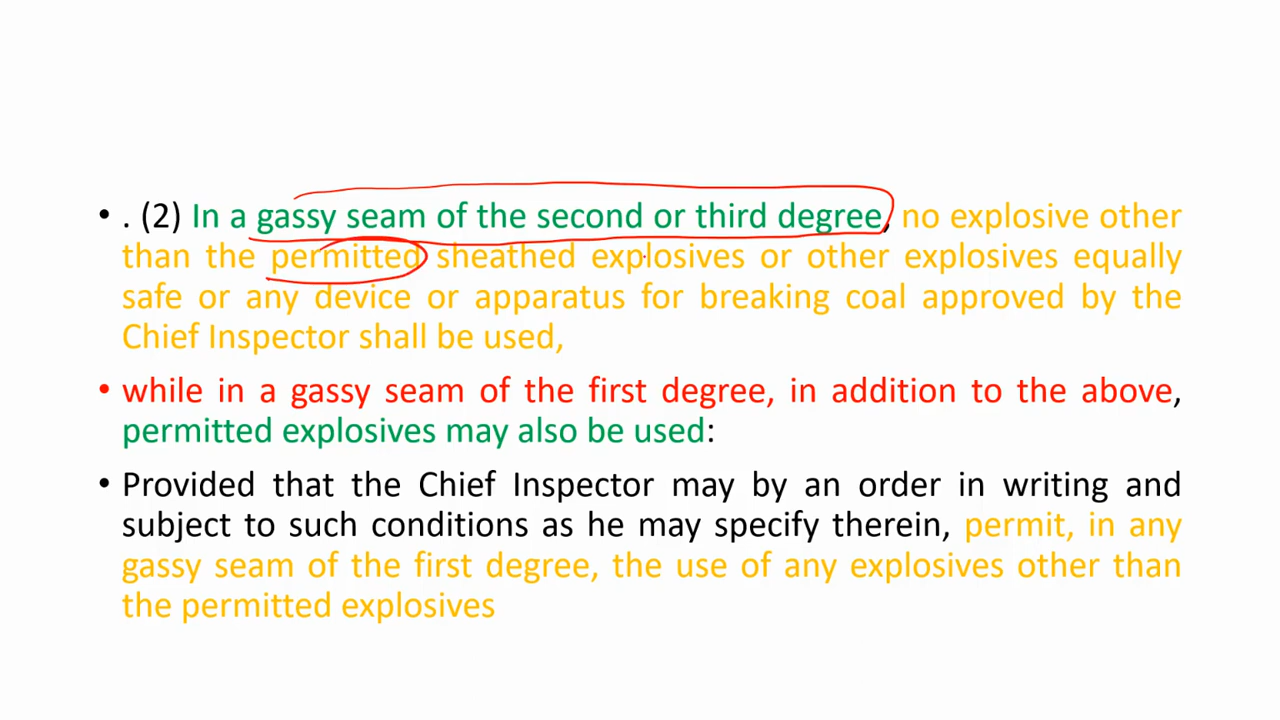 • . (2) In a gassy seam of the second or third degree, no explosive other
than the permitted sheathed explosives or other explosives equally
safe or any device or apparatus for breaking coal approved by the
Chief Inspector shall be used,
• while in a gassy seam of the first degree, in addition to the above,
permitted explosives may also be used:
• Provided that the Chief Inspector may by an order in writing and
subject to such conditions as he may specify therein, permit, in any
gassy seam of the first degree, the use of any explosives other than
the permitted explosives